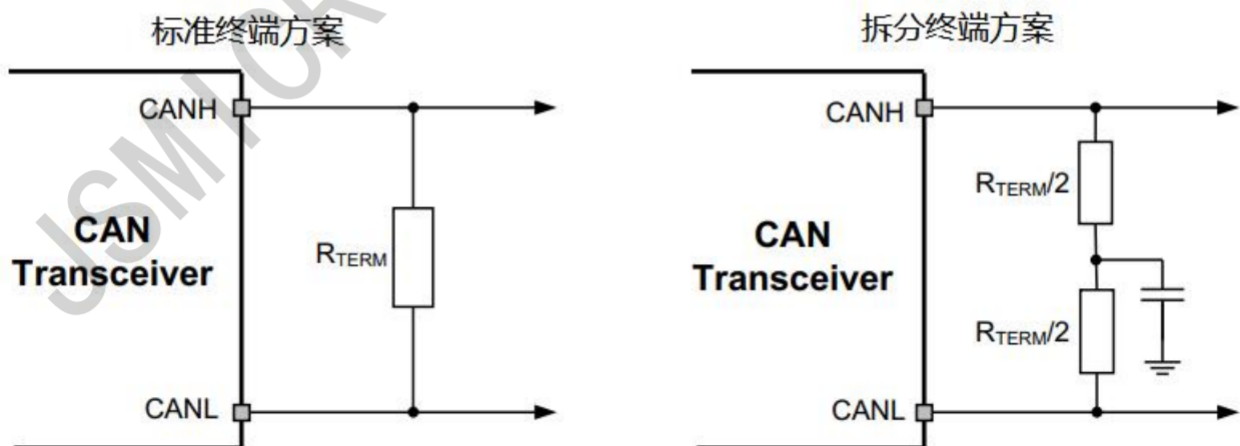 标准终端方案
CANH
CAN
Transceiver
RTERM
CANL
拆分终端方案
CANH
RTERM/2
CAN
Transceiver
RTERM/2
CANL